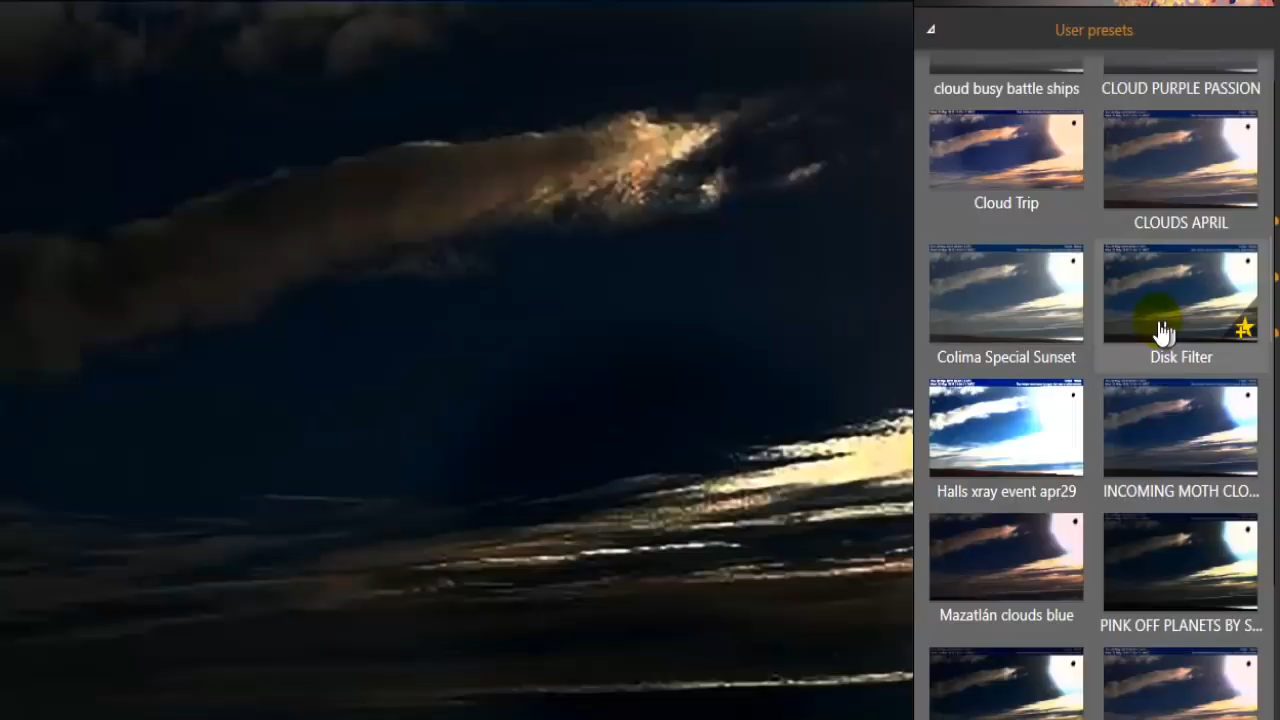 User presets
cloud busy battle ships
CLOUD PURPLE PASSION
Cloud Trip
CLOUDS APRIL
Colima Special Sunset
Disk Filter
Halls xray event apr29
INCOMING MOTH CLO...
Mazatlán clouds blue
PINK OFF PLANETS BY S...